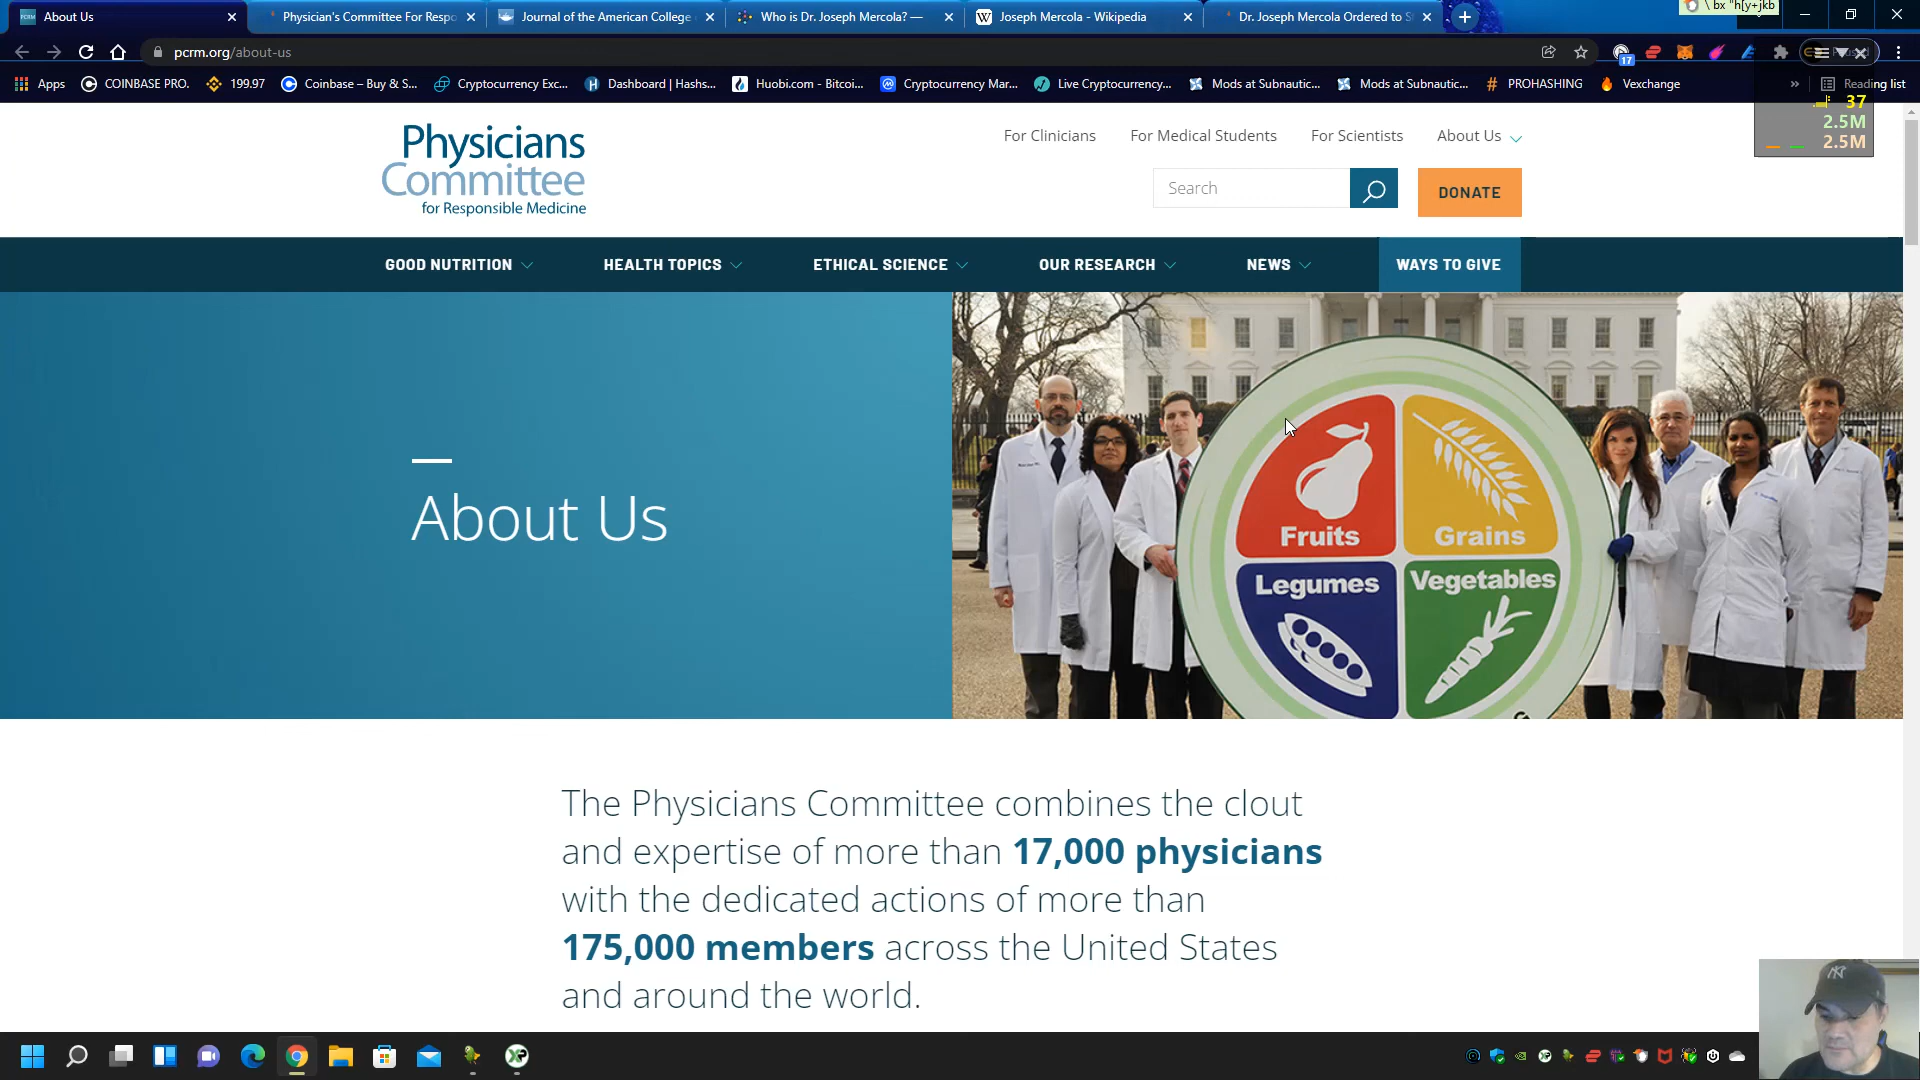 About Us
Physician's Committee For Respo
Journal of the American College
Who is Dr. Joseph Mercola? —
Joseph Mercola - Wikipedia
Dr. Joseph Mercola Ordered to S
\ bx "h[y+jkb
pcrm.org/about-us
17
Apps
COINBASE PRO.
199.97
Coinbase – Buy & S...
Cryptocurrency Exc...
Dashboard | Hashs...
Huobi.com - Bitcoi...
Cryptocurrency Mar...
Live Cryptocurrency...
Mods at Subnautic...
Mods at Subnautic...
PROHASHING
Vexchange
»
Reading list
37
2.5M
2.5M
Physicians
Committee
for Responsible Medicine
For Clinicians
For Medical Students
For Scientists
About Us
Search
DONATE
GOOD NUTRITION
HEALTH TOPICS
ETHICAL SCIENCE
OUR RESEARCH
NEWS
WAYS TO GIVE
About Us
Fruits
Grains
Legumes
Vegetables
The Physicians Committee combines the clout
and expertise of more than 17,000 physicians
with the dedicated actions of more than
175,000 members across the United States
and around the world.